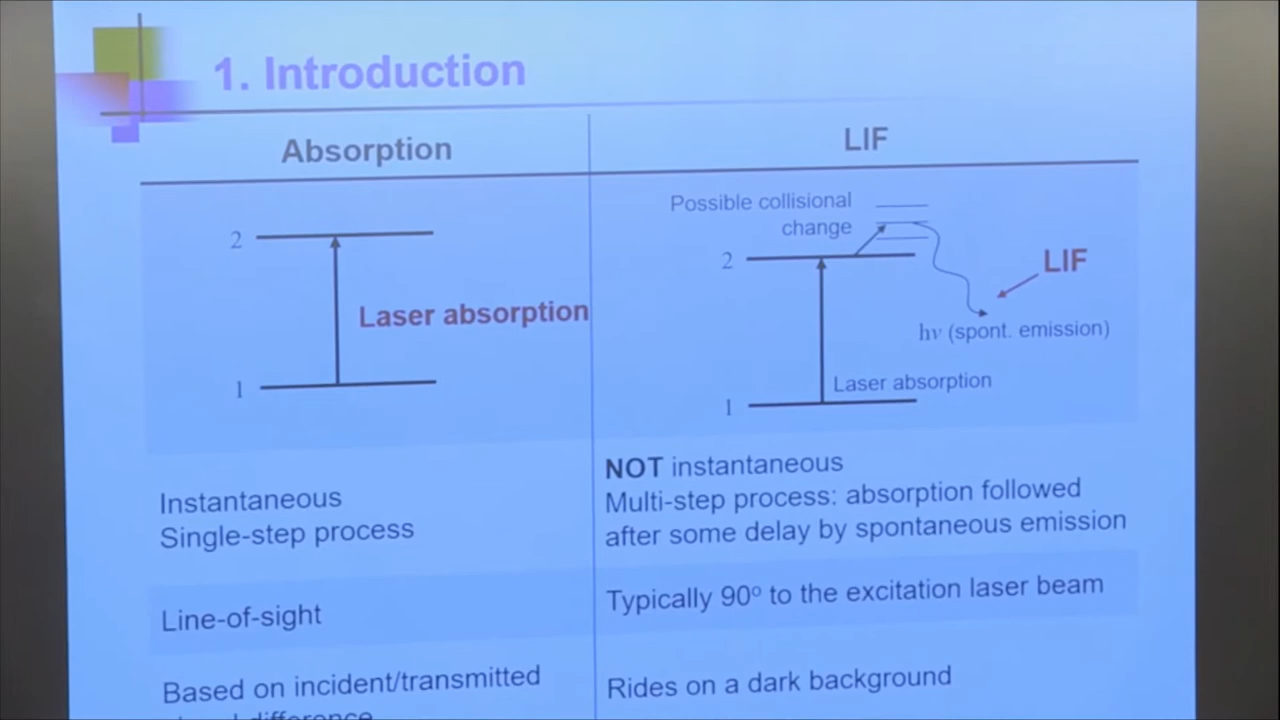 1. Introduction
Absorption
LIF
2
Laser absorption
1
Possible collisional
change
2
LIF
hν (spont. emission)
Laser absorption
1
Instantaneous
Single-step process
NOT instantaneous
Multi-step process: absorption followed
after some delay by spontaneous emission
Line-of-sight
Typically 90º to the excitation laser beam
Based on incident/transmitted
difference
Rides on a dark background